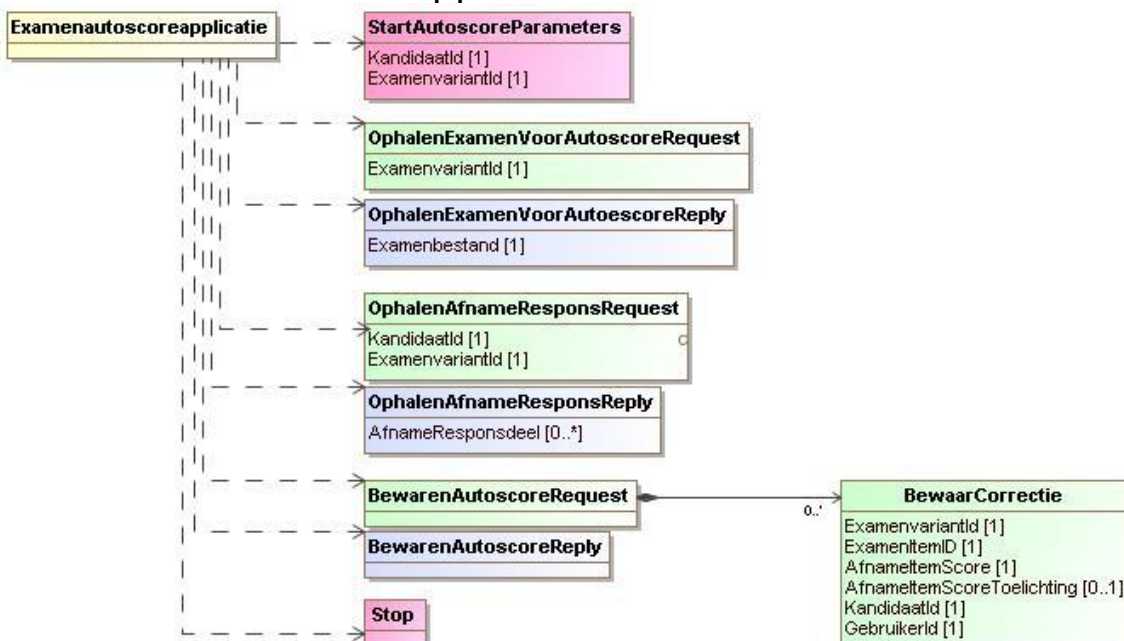 Examenautoscoreapplicatie
StartAutoscoreParameters
KandidaatId [1]
ExamenvariantId [1]
OphalenExamenVoorAutoscoreRequest
ExamenvariantId [1]
OphalenExamenVoorAutoescoreReply
Examenbestand [1]
OphalenAfnameResponsRequest
KandidaatId [1]
ExamenvariantId [1]
OphalenAfnameResponsReply
AfnameResponsdeel [0..*]
BewarenAutoscoreRequest
0..*
BewaarCorrectie
ExamenvariantId [1]
ExamenItemID [1]
AfnameItemScore [1]
AfnameItemScoreToelichting [0..1]
KandidaatId [1]
GebruikerId [1]
BewarenAutoscoreReply
Stop